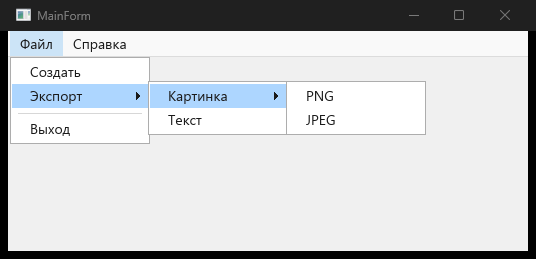 MainForm
Файл Справка
Создать
Экспорт
Выход
Картинка
Текст
PNG
JPEG